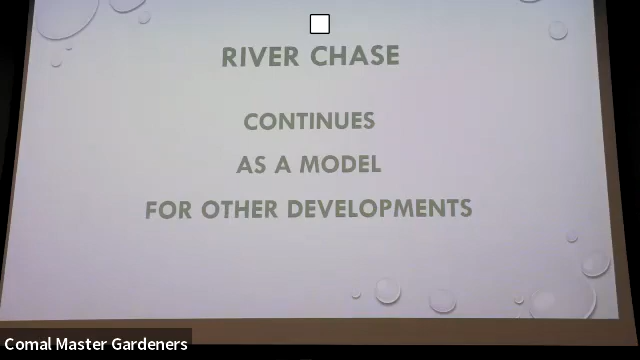 RIVER CHASE
CONTINUES
AS A MODEL
FOR OTHER DEVELOPMENTS
Comal Master Gardeners